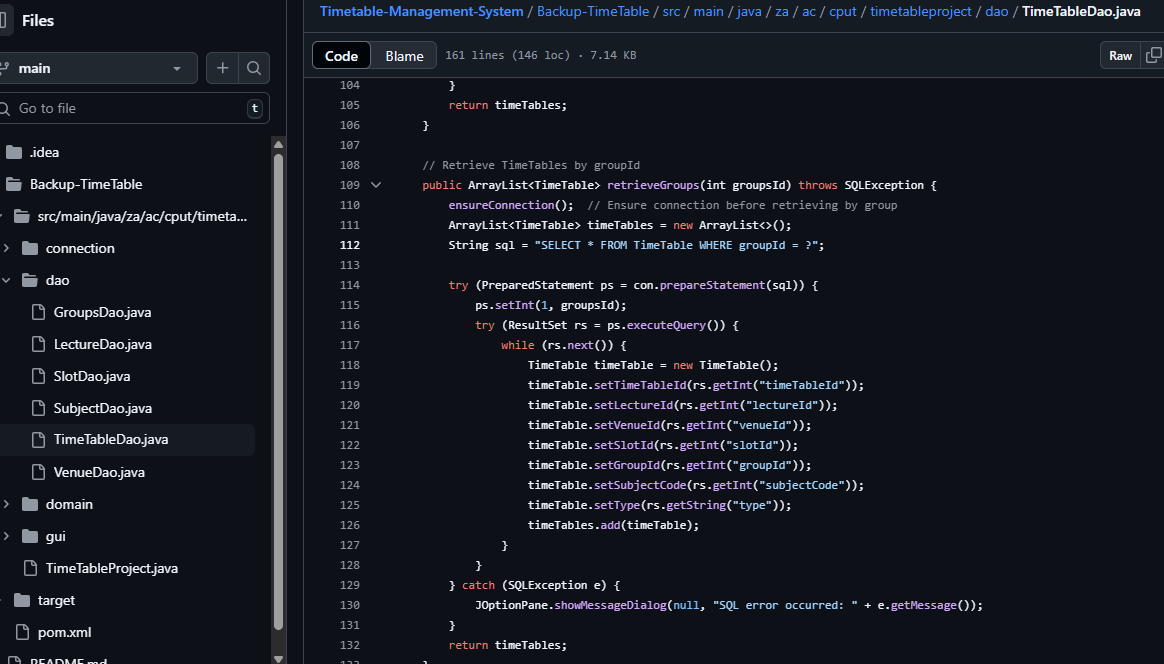 Files
main
Go to file
t
.idea
Backup-TimeTable
src/main/java/za/ac/cput/timeta...
connection
dao
GroupsDao.java
LectureDao.java
SlotDao.java
SubjectDao.java
TimeTableDao.java
VenueDao.java
domain
gui
TimeTableProject.java
target
pom.xml
README.md
Timetable-Management-System / Backup-TimeTable / src / main / java / za / ac / cput / timetableproject / dao / TimeTableDao.java
Code Blame 161 lines (146 loc) · 7.14 KB Raw
104 }
105 return timeTables;
106 }
107
108 // Retrieve TimeTables by groupId
109 public ArrayList<TimeTable> retrieveGroups(int groupsId) throws SQLException {
110 ensureConnection(); // Ensure connection before retrieving by group
111 ArrayList<TimeTable> timeTables = new ArrayList<>();
112 String sql = "SELECT * FROM TimeTable WHERE groupId = ?";
113
114 try (PreparedStatement ps = con.prepareStatement(sql)) {
115 ps.setInt(1, groupsId);
116 try (ResultSet rs = ps.executeQuery()) {
117 while (rs.next()) {
118 TimeTable timeTable = new TimeTable();
119 timeTable.setTimeTableId(rs.getInt("timeTableId"));
120 timeTable.setLectureId(rs.getInt("lectureId"));
121 timeTable.setVenueId(rs.getInt("venueId"));
122 timeTable.setSlotId(rs.getInt("slotId"));
123 timeTable.setGroupId(rs.getInt("groupId"));
124 timeTable.setSubjectCode(rs.getInt("subjectCode"));
125 timeTable.setType(rs.getString("type"));
126 timeTables.add(timeTable);
127 }
128 }
129 } catch (SQLException e) {
130 JOptionPane.showMessageDialog(null, "SQL error occurred: " + e.getMessage());
131 }
132 return timeTables;